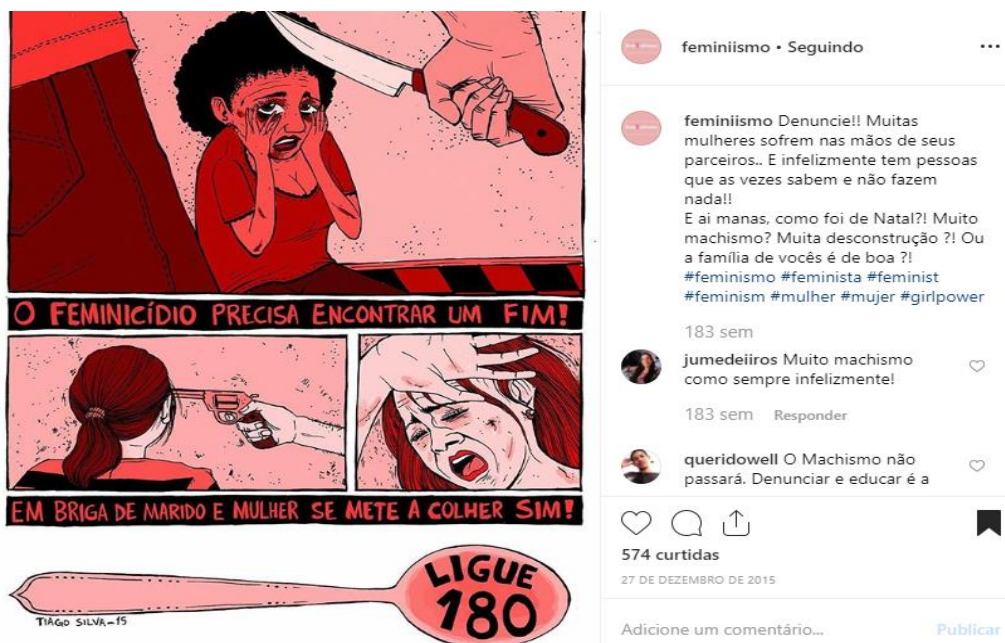 O FEMINICÍDIO PRECISA ENCONTRAR UM FIM!
EM BRIGA DE MARIDO E MULHER SE METE A COLHER SIM!
LIGUE
180
TIAGO SILVA-15
feminiismo • Seguindo
feminiismo Denuncie!! Muitas
mulheres sofrem nas mãos de seus
parceiros.. E infelizmente tem pessoas
que as vezes sabem e não fazem
nada!!
E ai manas, como foi de Natal?! Muito
machismo? Muita desconstrução ?! Ou
a família de vocês é de boa ?!
#feminismo #feminista #feminist
#feminism #mulher #mujer #girlpower
183 sem
jumedeiiros Muito machismo
como sempre infelizmente!
183 sem Responder
queridowell O Machismo não
passará. Denunciar e educar é a
574 curtidas
27 DE DEZEMBRO DE 2015
Adicione um comentário... Publicar